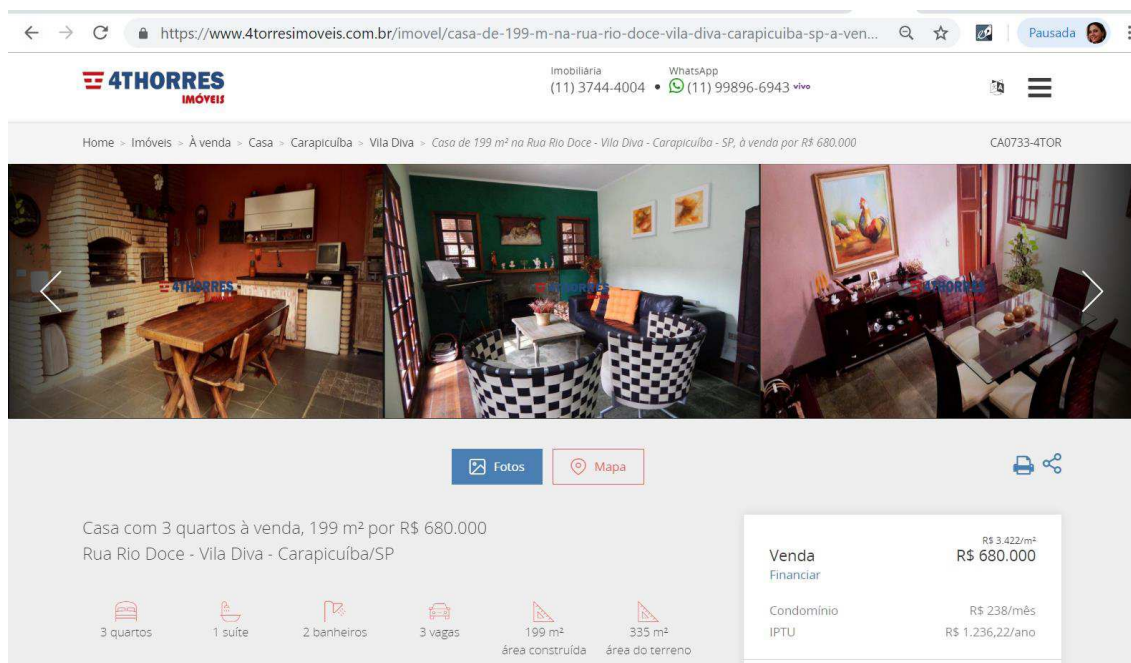 https://www.4torresimoveis.com.br/imovel/casa-de-199-m-na-rua-rio-doce-vila-diva-carapicuiba-sp-a-ven...
Pausada
4THORRES
IMÓVEIS
Imobiliária
(11) 3744-4004
WhatsApp
(11) 99896-6943 vivo
Home > Imóveis > À venda > Casa > Carapicuíba > Vila Diva > Casa de 199 m² na Rua Rio Doce - Vila Diva - Carapicuíba - SP, à venda por R$ 680.000
CA0733-4TOR
4THORRES
4THORRES
4THORRES
Fotos
Mapa
Casa com 3 quartos à venda, 199 m² por R$ 680.000
Rua Rio Doce - Vila Diva - Carapicuíba/SP
3 quartos
1 suíte
2 banheiros
3 vagas
199 m²
área construída
335 m²
área do terreno
R$ 3.422/m²
Venda R$ 680.000
Financiar
Condomínio R$ 238/mês
IPTU R$ 1.236,22/ano